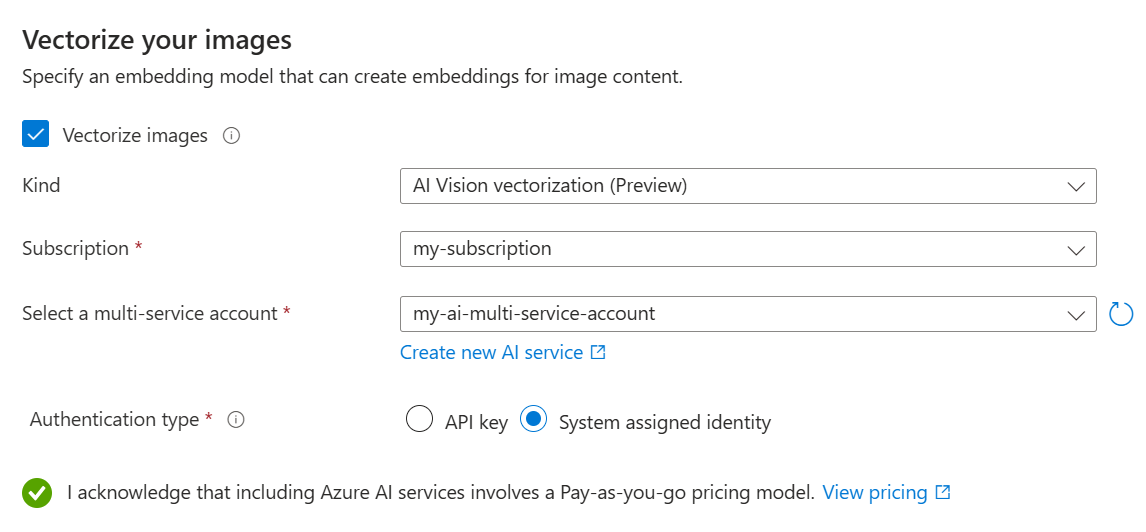 Vectorize your images
Specify an embedding model that can create embeddings for image content.
Vectorize images
Kind AI Vision vectorization (Preview)
Subscription * my-subscription
Select a multi-service account * my-ai-multi-service-account
Create new AI service
Authentication type * API key System assigned identity
I acknowledge that including Azure AI services involves a Pay-as-you-go pricing model. View pricing